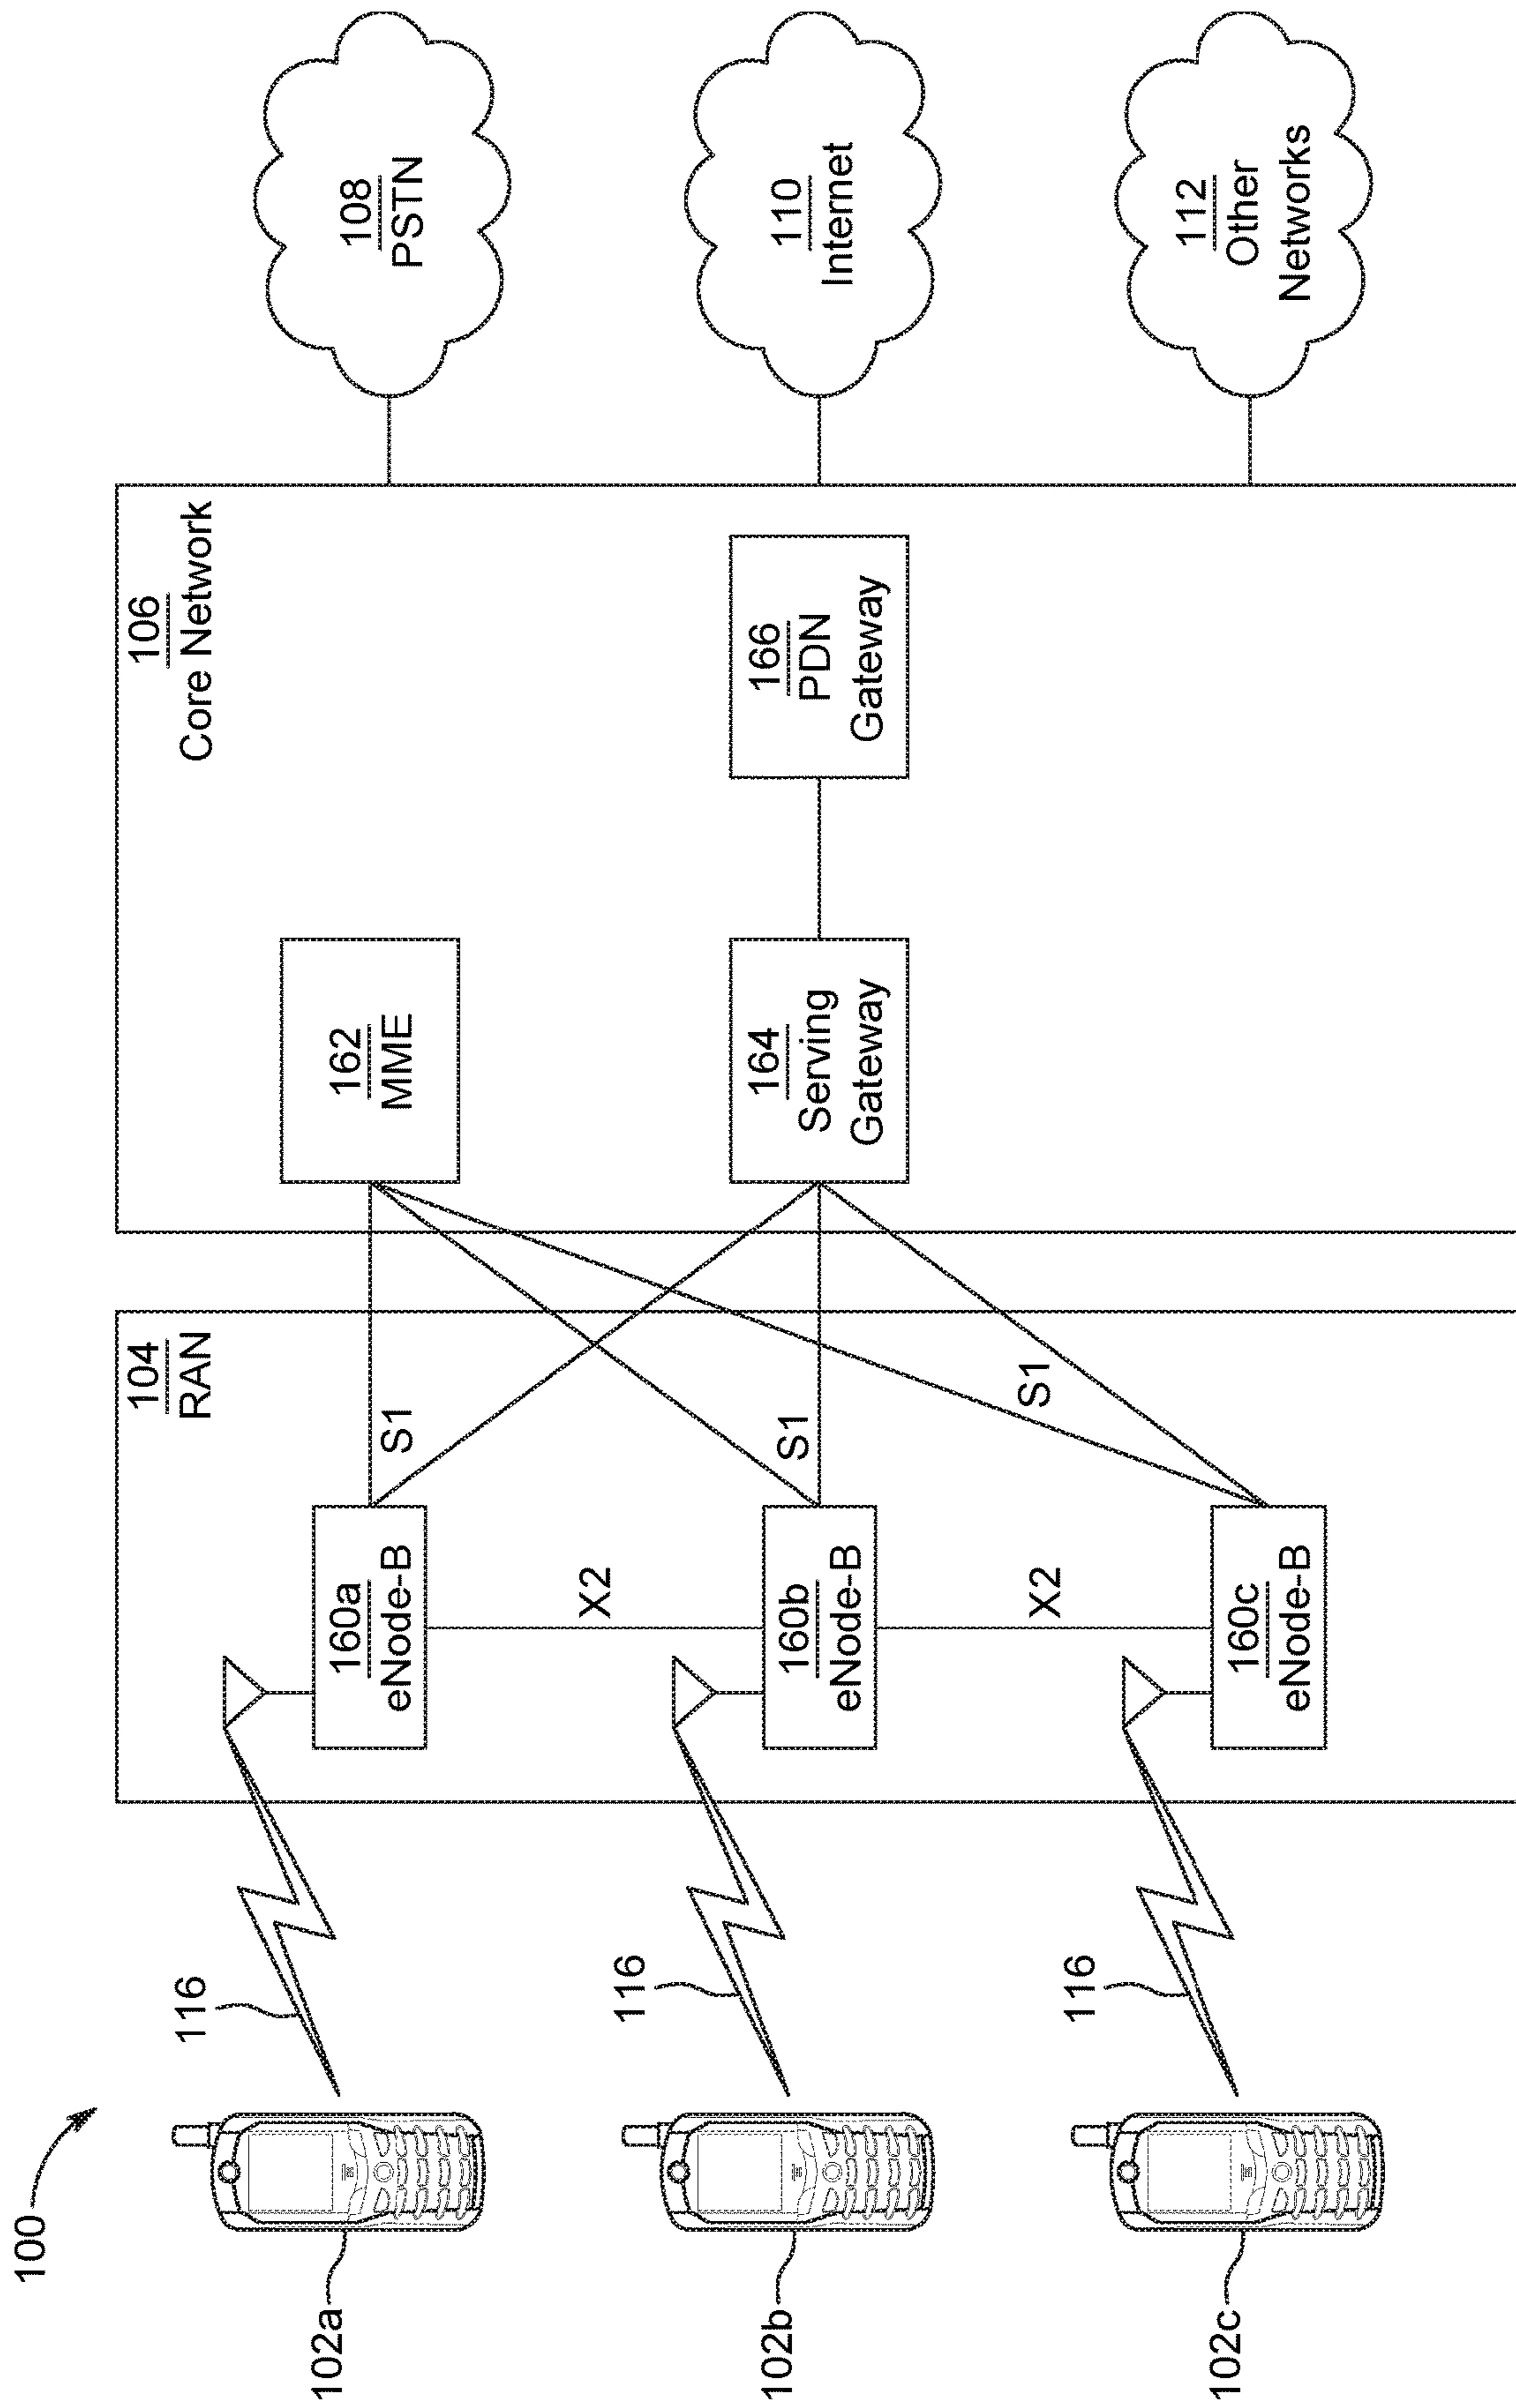 100
102a
116
104
RAN
160a
eNode-B
S1
X2
106
Core Network
162
MME
108
PSTN
102b
116
160b
eNode-B
S1
X2
164
Serving
Gateway
166
PDN
Gateway
110
Internet
102c
116
160c
eNode-B
S1
112
Other
Networks